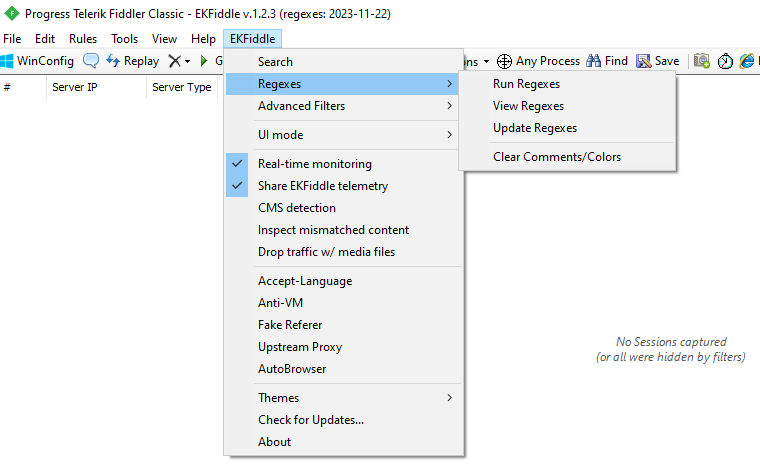 Progress Telerik Fiddler Classic - EKFiddle v.1.2.3 (regexes: 2023-11-22)
File Edit Rules Tools View Help EKFiddle
WinConfig Replay G ns Any Process Find Save
# Server IP Server Type
Search
Regexes
Advanced Filters
UI mode
Real-time monitoring
Share EKFiddle telemetry
CMS detection
Inspect mismatched content
Drop traffic w/ media files
Accept-Language
Anti-VM
Fake Referer
Upstream Proxy
AutoBrowser
Themes
Check for Updates...
About
Run Regexes
View Regexes
Update Regexes
Clear Comments/Colors
No Sessions captured
(or all were hidden by filters)